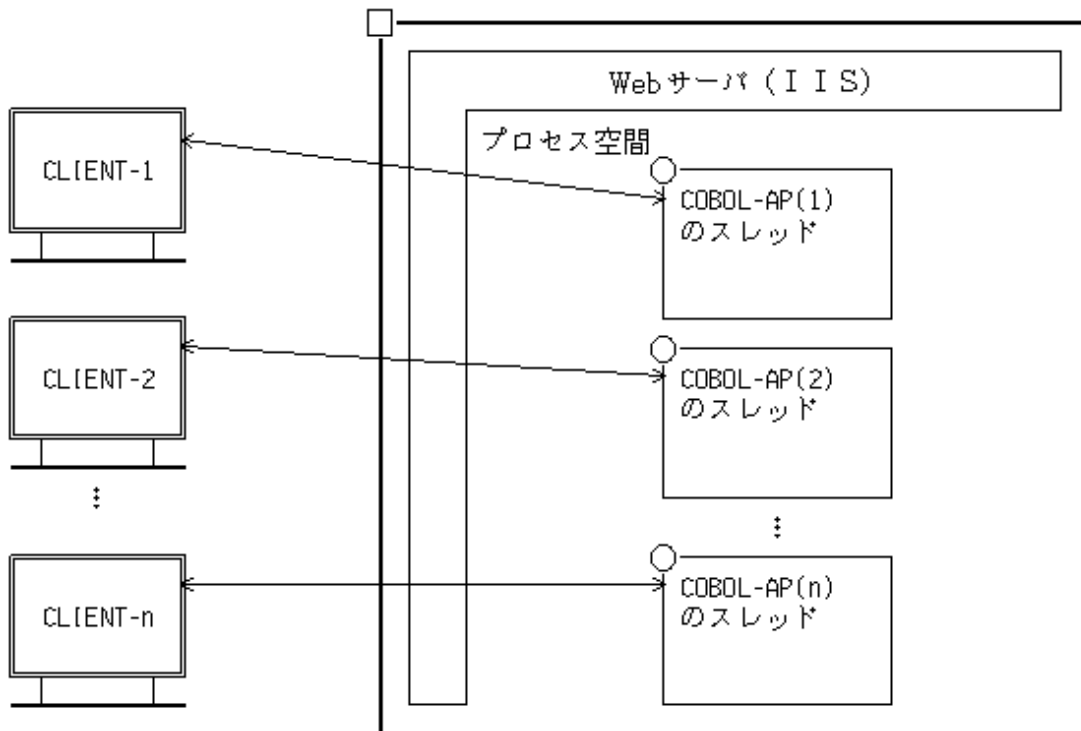 Webサーバ（ＩＩＳ）
プロセス空間
CLIENT-1
COBOL-AP(1)
のスレッド
CLIENT-2
COBOL-AP(2)
のスレッド
CLIENT-n
COBOL-AP(n)
のスレッド